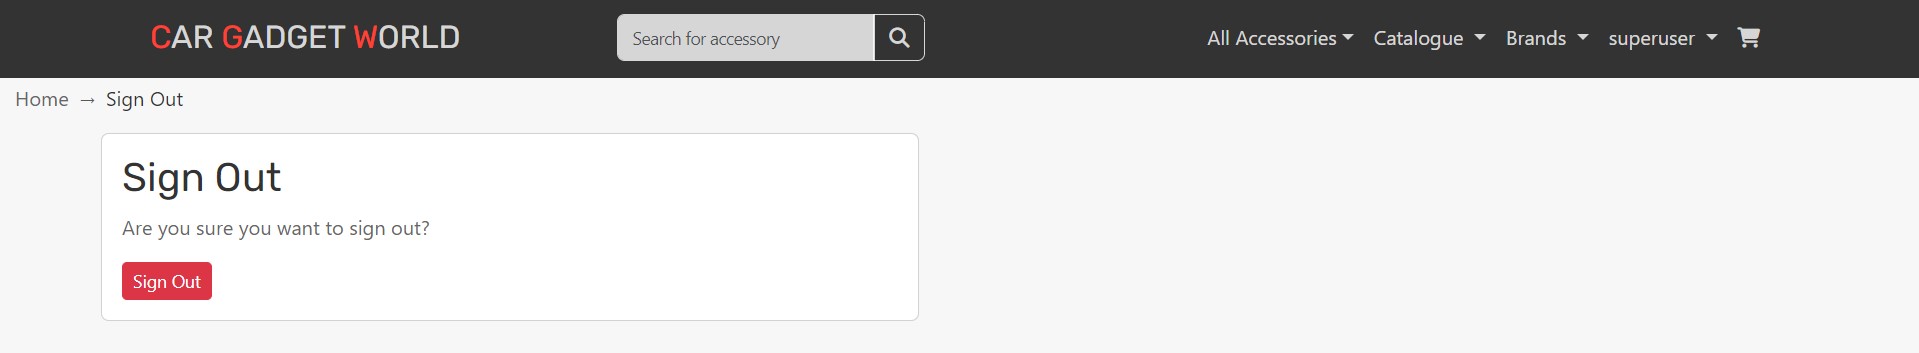 CAR GADGET WORLD Search for accessory All Accessories Catalogue Brands superuser
Home → Sign Out
Sign Out
Are you sure you want to sign out?
Sign Out